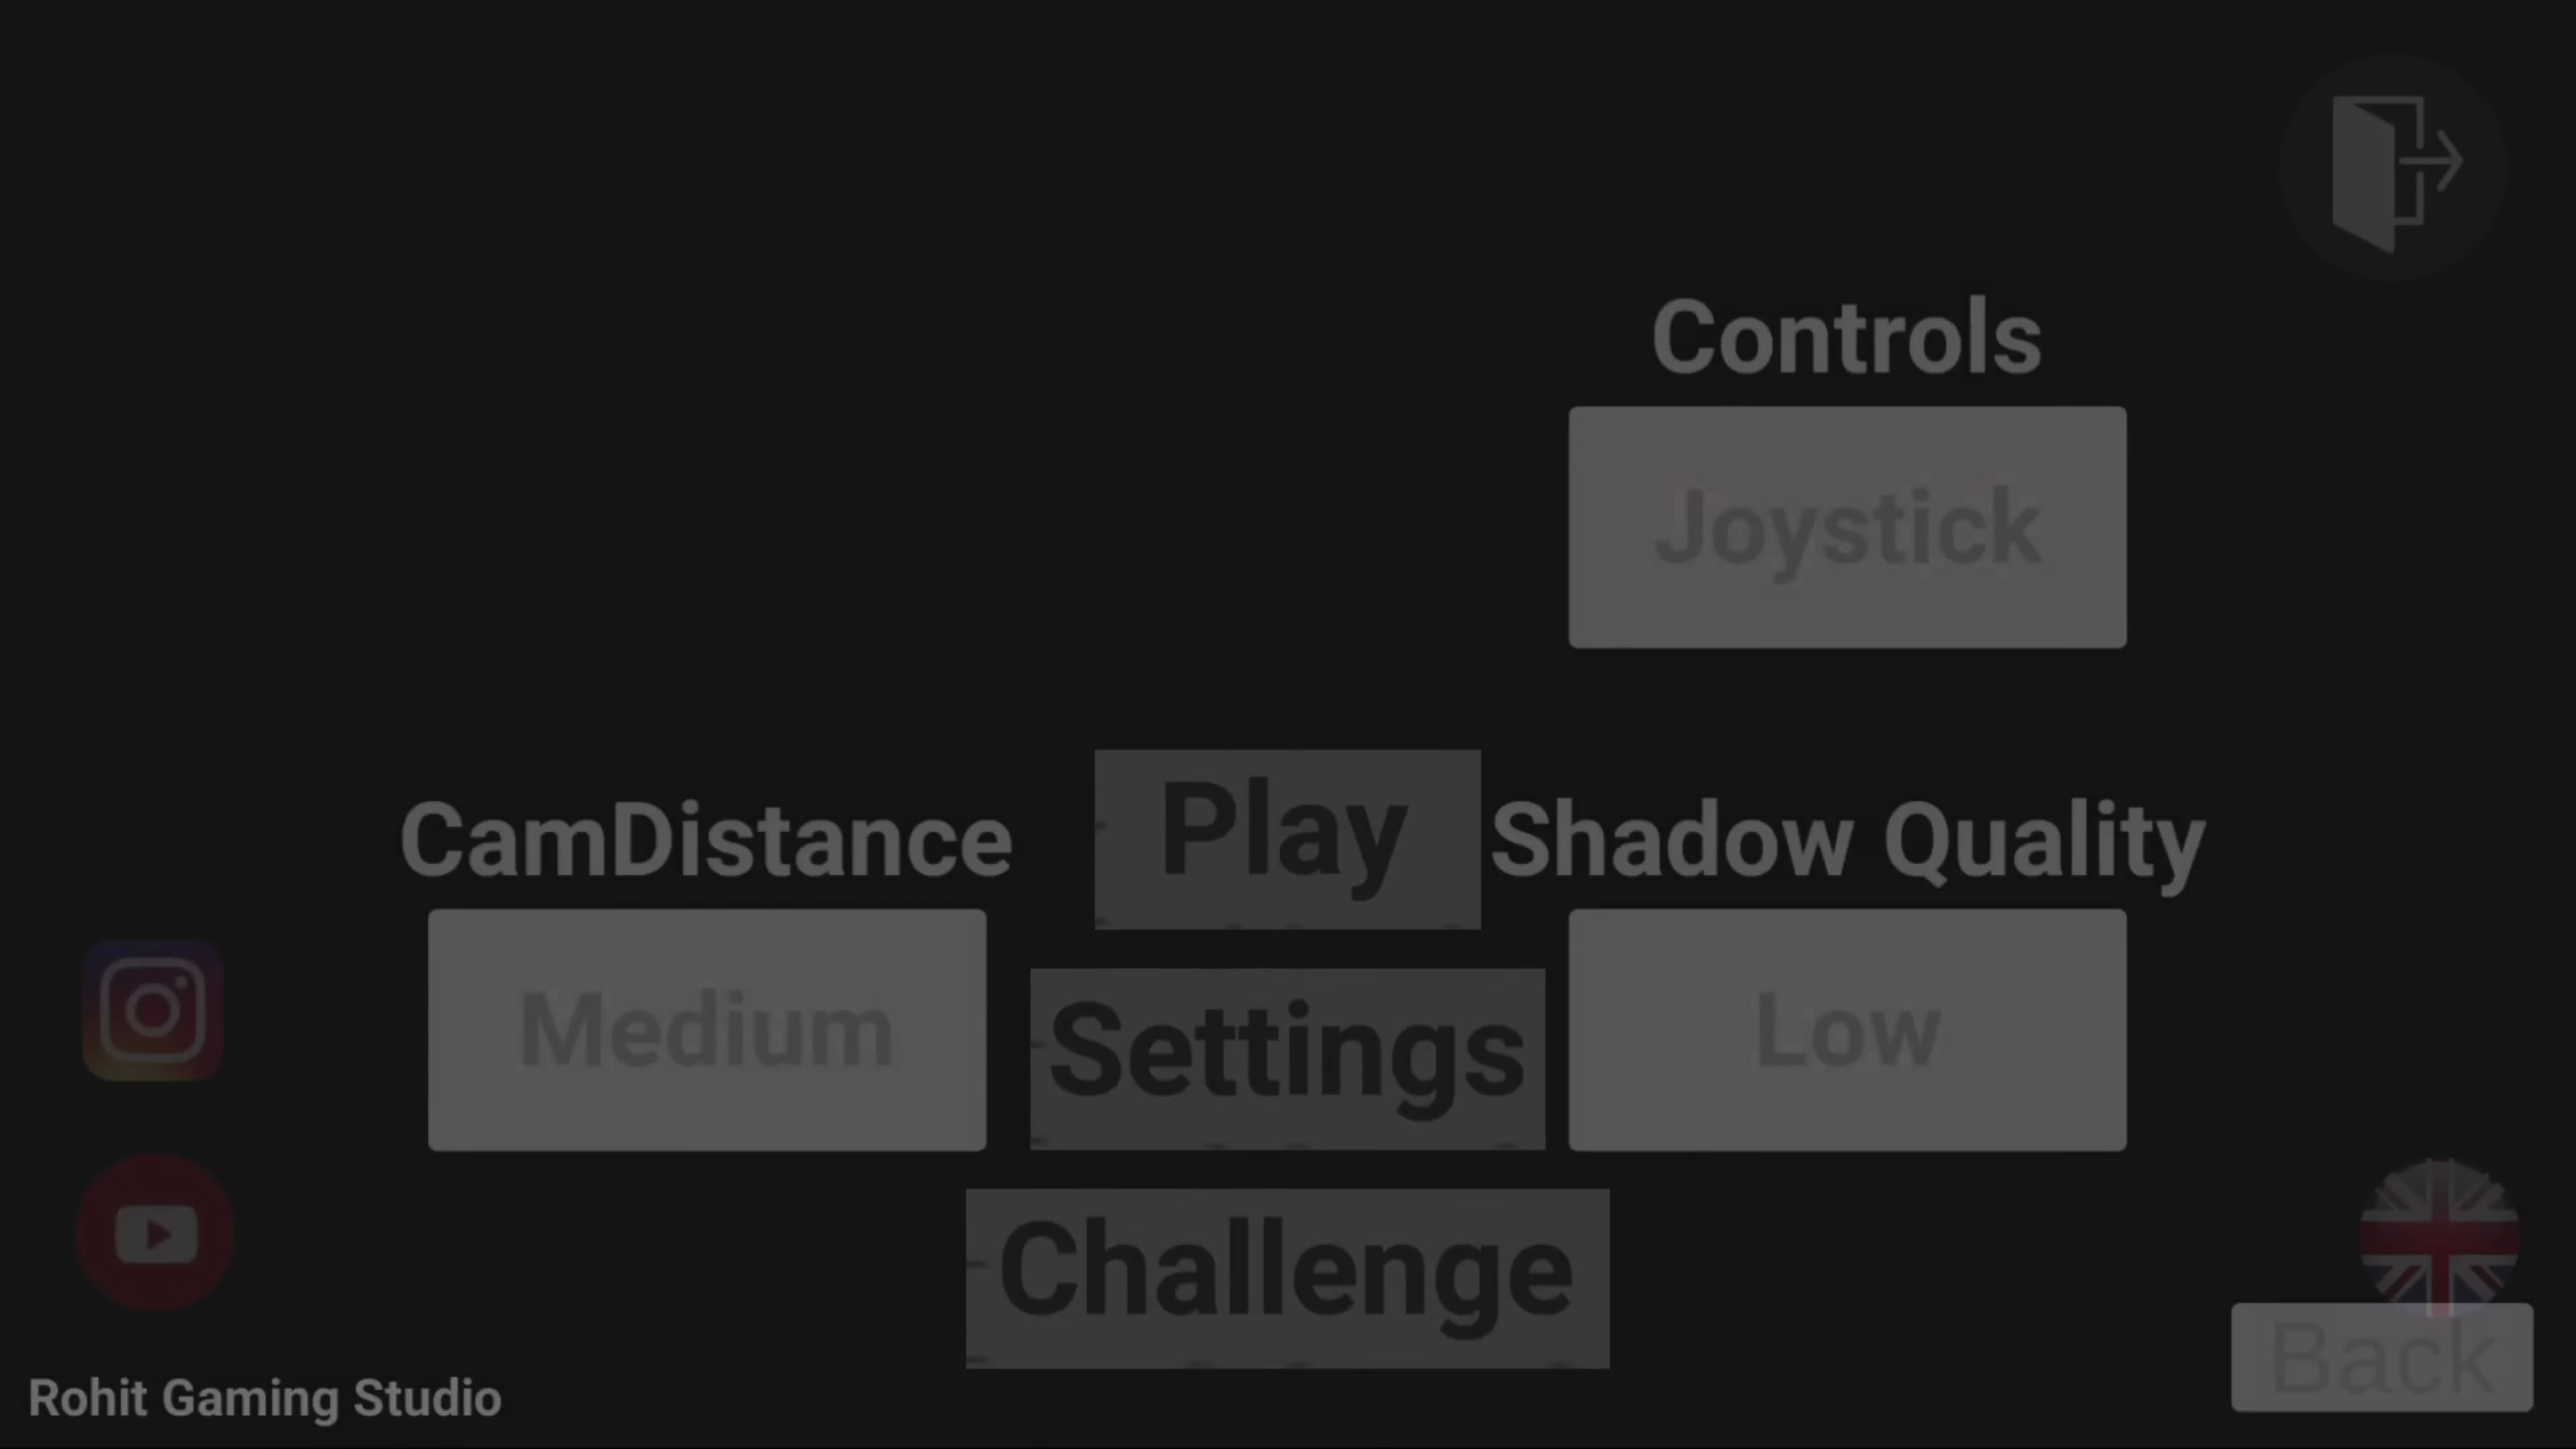 Controls
Joystick
CamDistance
Play
Shadow Quality
Medium
Settings
Low
Challenge
Back
Rohit Gaming Studio